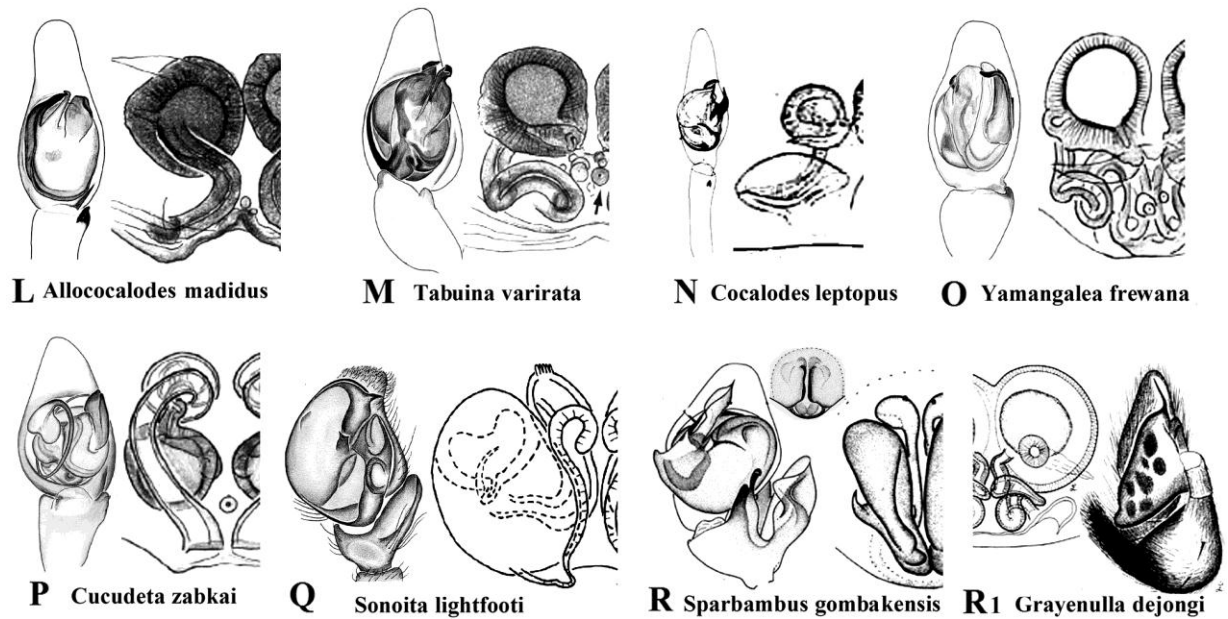 L Allococalodes madidus
M Tabuina varirata
N Cocalodes leptopus
O Yamangalea frewana
P Cucudeta zabkai
Q Sonoita lightfooti
R Sparbambus gombakensis
R1 Grayenulla dejongi